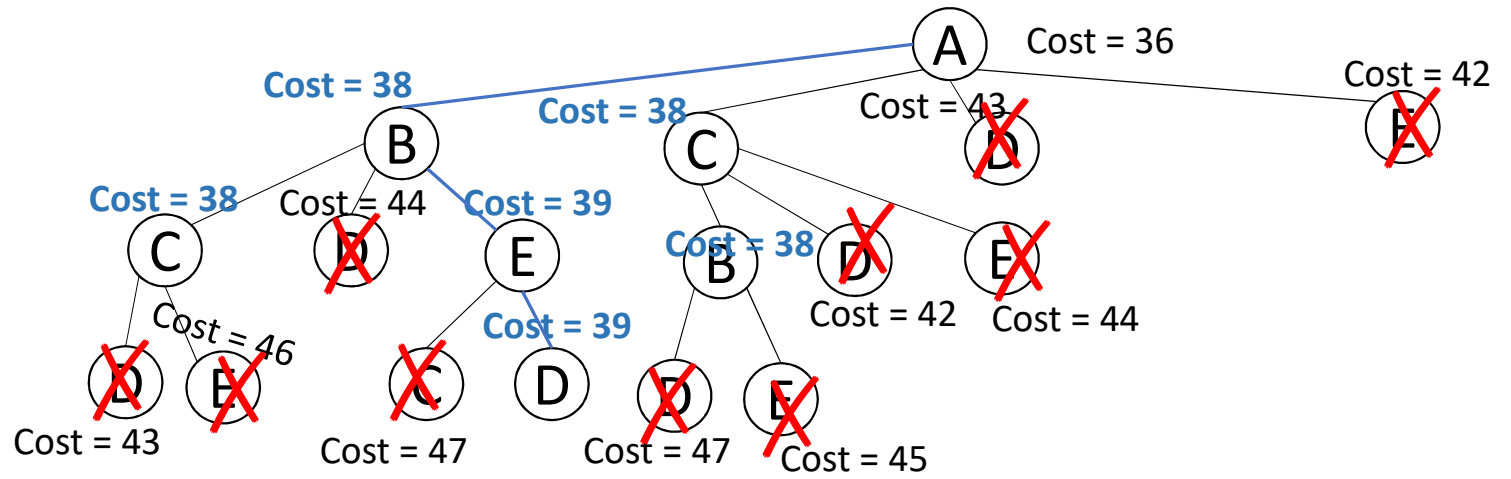 A Cost = 36
Cost = 38 Cost = 38 Cost = 43 Cost = 42
B C D E
Cost = 38 Cost = 44 Cost = 39 Cost = 38
C D E B D E
Cost = 46 Cost = 39 Cost = 42 Cost = 44
D E C D D E
Cost = 43 Cost = 47 Cost = 47 Cost = 45